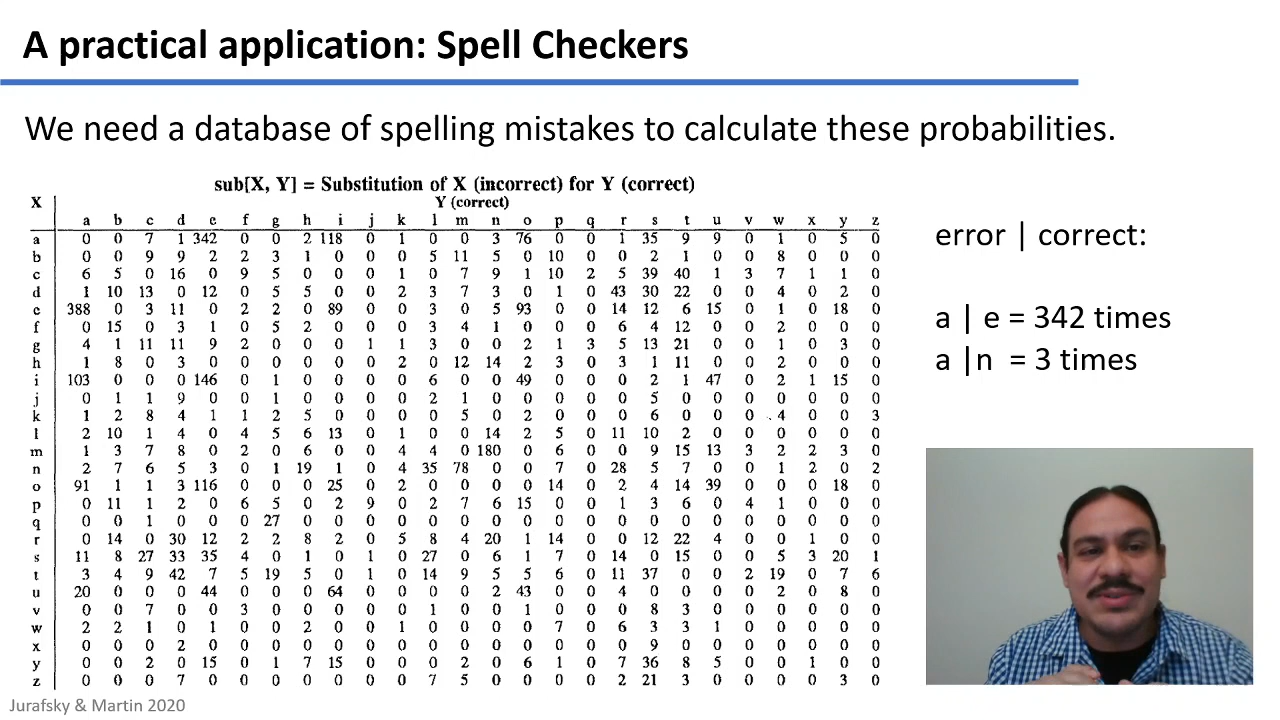 A practical application: Spell Checkers
We need a database of spelling mistakes to calculate these probabilities.
sub[X, Y] = Substitution of X (incorrect) for Y (correct)
X Y (correct)
a b c d e f g h i j k l m n o p q r s t u v w x y z
a 0 0 7 1 342 0 0 2 118 0 1 0 0 3 76 0 0 1 35 9 9 0 1 0 5 0
b 0 0 9 9 2 2 3 1 0 0 0 5 11 5 0 10 0 0 2 1 0 0 8 0 0 0
c 6 5 0 16 0 9 5 0 0 0 1 0 7 9 1 10 2 5 39 40 1 3 7 1 1 0
d 1 10 13 0 12 0 5 5 0 0 2 3 7 3 0 1 0 43 30 22 0 0 4 0 2 0
e 388 0 3 11 0 2 2 0 89 0 0 3 0 5 93 0 0 14 12 6 15 0 1 0 18 0
f 0 15 0 3 1 0 5 2 0 0 0 3 4 1 0 0 0 6 4 12 0 0 2 0 0 0
g 4 1 11 11 9 2 0 0 0 1 1 3 0 0 2 1 3 5 13 21 0 0 1 0 3 0
h 1 8 0 3 0 0 0 0 0 0 2 0 12 14 2 3 0 3 1 11 0 0 2 0 0 0
i 103 0 0 0 146 0 1 0 0 0 0 6 0 0 49 0 0 0 2 1 47 0 2 1 15 0
j 0 1 1 9 0 0 1 0 0 0 0 2 1 0 0 0 0 0 5 0 0 0 0 0 0 0
k 1 2 8 4 1 1 2 5 0 0 0 0 5 0 2 0 0 0 6 0 0 0 4 0 0 3
l 2 10 1 4 0 4 5 6 13 0 1 0 0 14 2 5 0 11 10 2 0 0 0 0 0 0
m 1 3 7 8 0 2 0 6 0 0 4 4 0 180 0 6 0 0 9 15 13 3 2 2 3 0
n 2 7 6 5 3 0 1 19 1 0 4 35 78 0 0 7 0 28 5 7 0 0 1 2 0 2
o 91 1 1 3 116 0 0 0 25 0 2 0 0 0 0 14 0 2 4 14 39 0 0 0 18 0
p 0 11 1 2 0 6 5 0 2 9 0 2 7 6 15 0 0 1 3 6 0 4 1 0 0 0
q 0 0 1 0 0 0 27 0 0 0 0 0 0 0 0 0 0 0 0 0 0 0 0 0 0 0
r 0 14 0 30 12 2 2 8 2 0 5 8 4 20 1 14 0 0 12 22 4 0 0 1 0 0
s 11 8 27 33 35 4 0 1 0 1 0 27 0 6 1 7 0 14 0 15 0 0 5 3 20 1
t 3 4 9 42 7 5 19 5 0 1 0 14 9 5 5 6 0 11 37 0 0 2 19 0 7 6
u 20 0 0 0 44 0 0 0 64 0 0 0 0 2 43 0 0 4 0 0 0 0 2 0 8 0
v 0 0 7 0 0 3 0 0 0 0 0 1 0 0 1 0 0 0 8 3 0 0 0 0 0 0
w 2 2 1 0 1 0 0 2 0 0 1 0 0 0 0 7 0 6 3 3 1 0 0 0 0 0
x 0 0 0 2 0 0 0 0 0 0 0 0 0 0 0 0 0 0 9 0 0 0 0 0 0 0
y 0 0 2 0 15 0 1 7 15 0 0 0 2 0 6 1 0 7 36 8 5 0 0 1 0 0
z 0 0 0 7 0 0 0 0 0 0 0 7 5 0 0 0 0 2 21 3 0 0 0 0 3 0
error | correct:
a | e = 342 times
a |n = 3 times
Jurafsky & Martin 2020